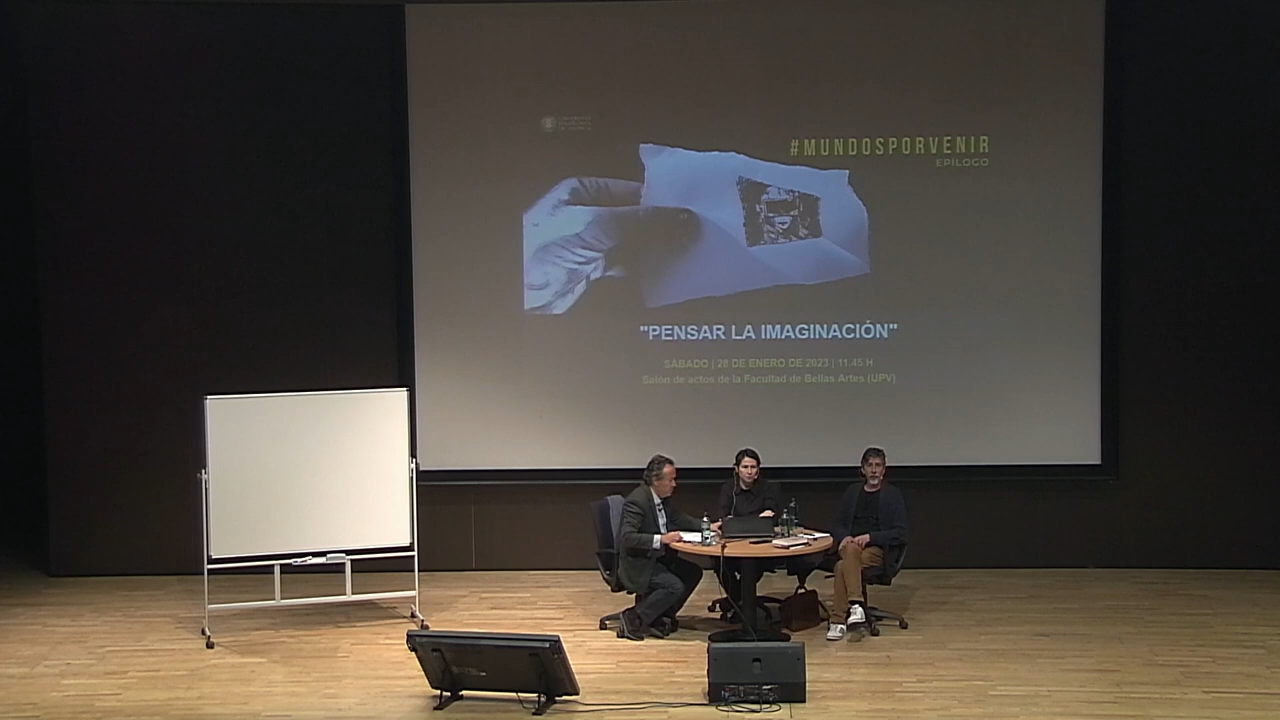 #MUNDOSPORVENIR
EPÍLOGO
"PENSAR LA IMAGINACIÓN"
SÁBADO | 28 DE ENERO DE 2023 | 11.45 H
Salón de actos de la Facultad de Bellas Artes (UPV)